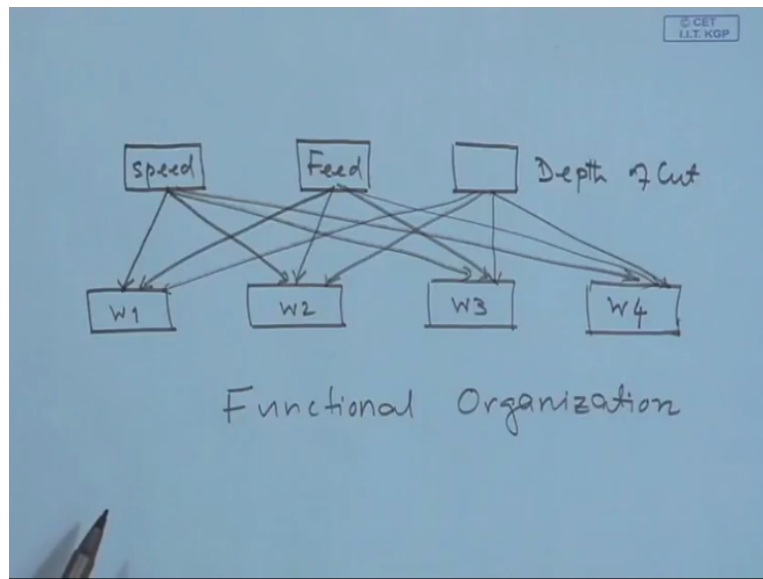 © CET
I.I.T. KGP
Speed
Feed
Depth of Cut
W1
W2
W3
W4
Functional Organization